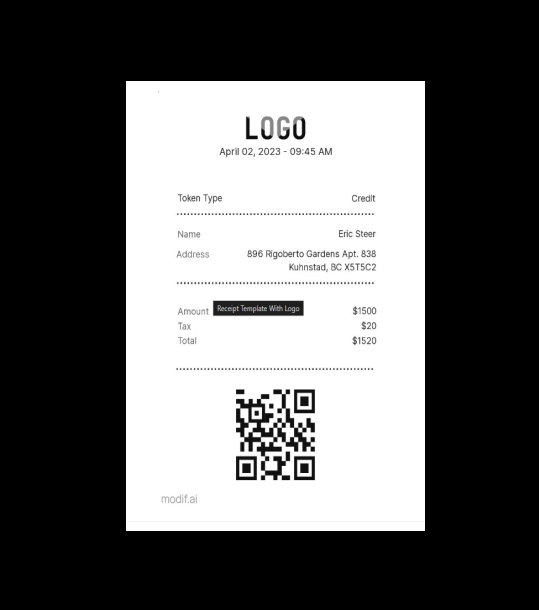 LOGO
April 02, 2023 - 09:45 AM
Token Type Credit
Name Eric Steer
Address 896 Rigoberto Gardens Apt. 838
Kuhnstad, BC X5T5C2
Receipt Template With Logo
Amount $1500
Tax $20
Total $1520
modif.ai